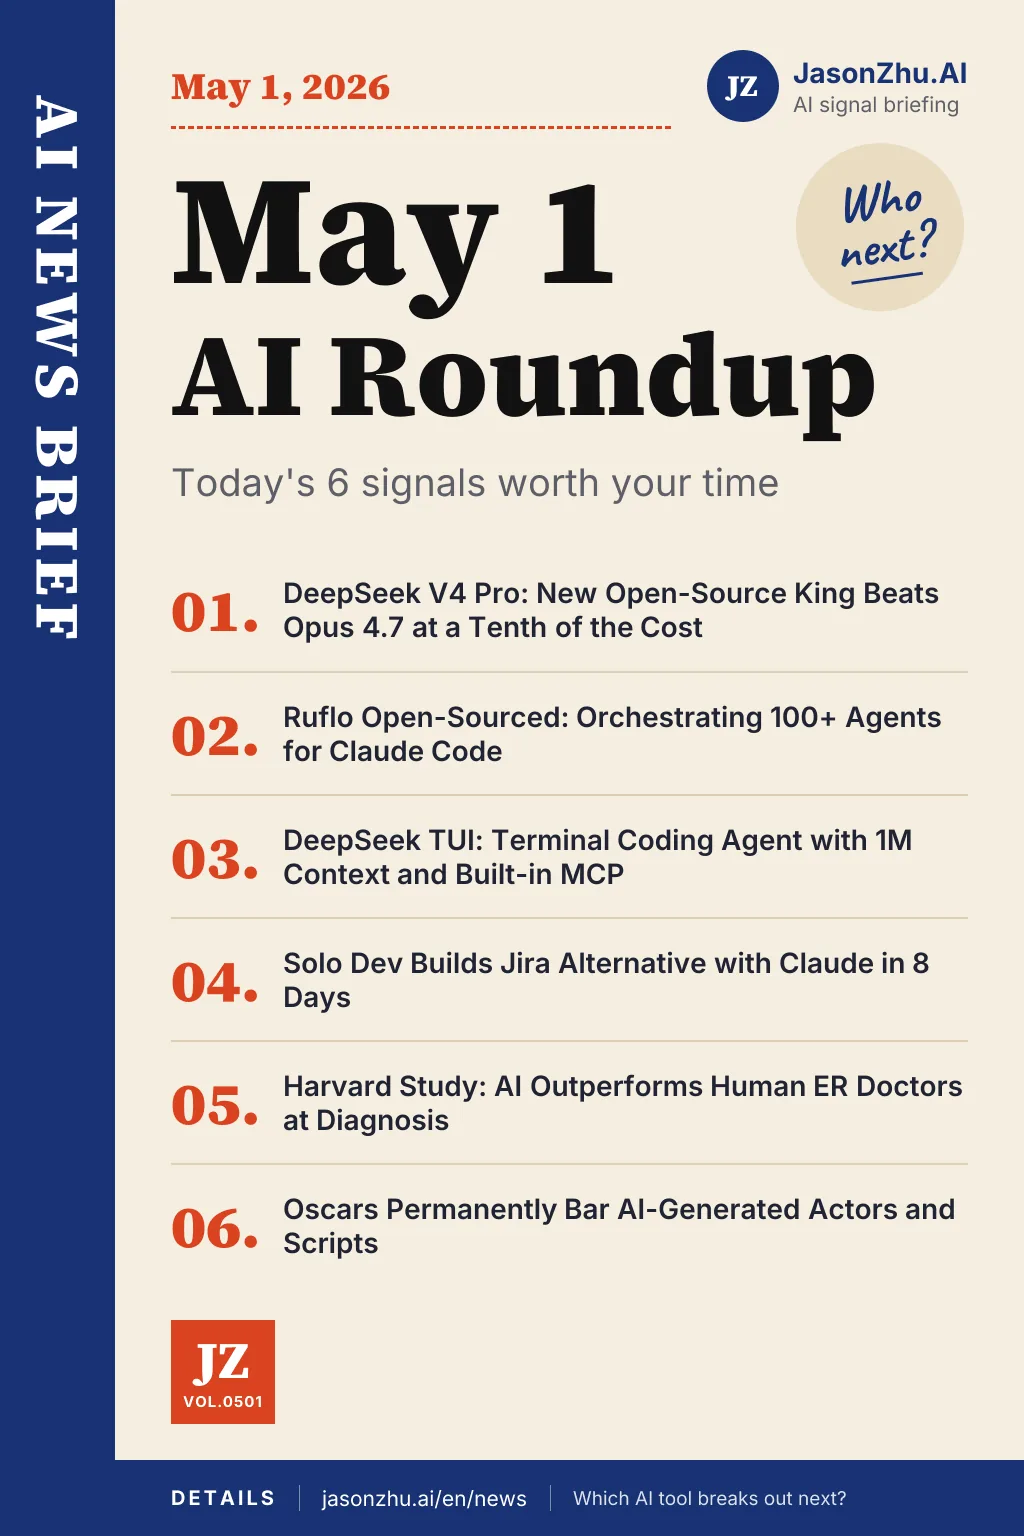 AI NEWS BRIEF
May 1, 2026
JZ
JasonZhu.AI
AI signal briefing
Who
next?
May 1
AI Roundup
Today's 6 signals worth your time
01.
DeepSeek V4 Pro: New Open-Source King Beats
Opus 4.7 at a Tenth of the Cost
02.
Ruflo Open-Sourced: Orchestrating 100+ Agents
for Claude Code
03.
DeepSeek TUI: Terminal Coding Agent with 1M
Context and Built-in MCP
04.
Solo Dev Builds Jira Alternative with Claude in 8
Days
05.
Harvard Study: AI Outperforms Human ER Doctors
at Diagnosis
06.
Oscars Permanently Bar AI-Generated Actors and
Scripts
JZ
VOL.0501
DETAILS
jasonzhu.ai/en/news
Which AI tool breaks out next?